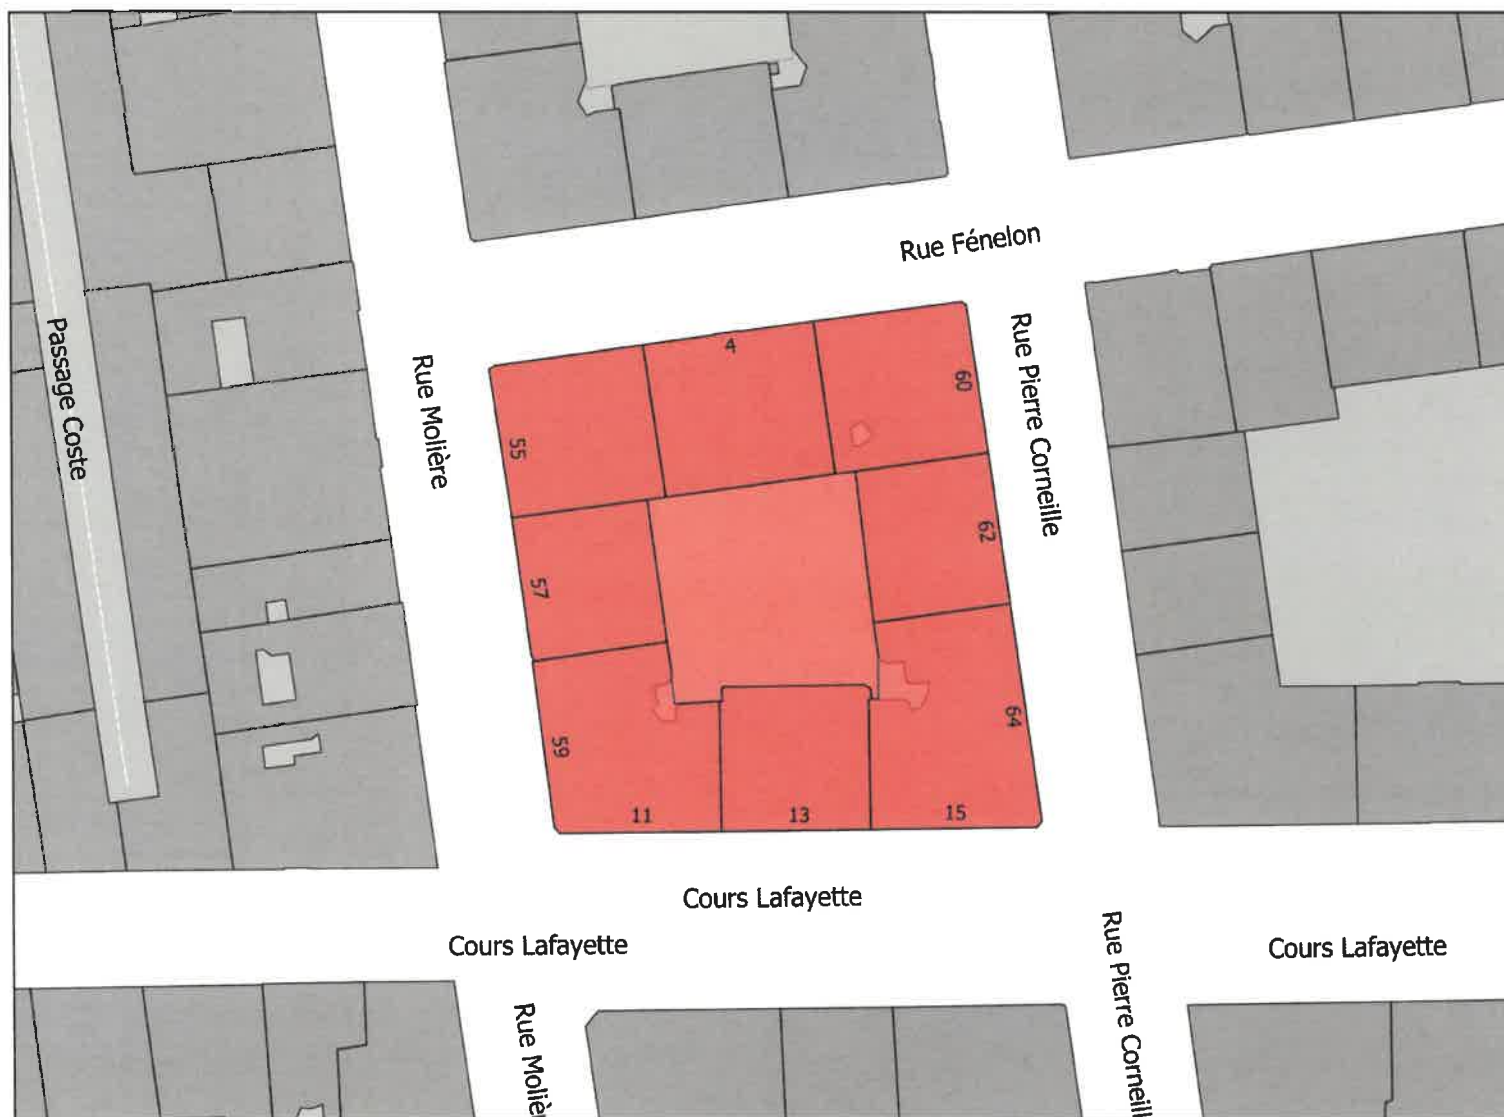 Rue Fénelon
Passage Coste
Rue Molière
Rue Pierre Corneille
4
60
55
62
57
64
59
11
13
15
Cours Lafayette
Cours Lafayette
Cours Lafayette
Rue Molièr
Rue Pierre Corneill